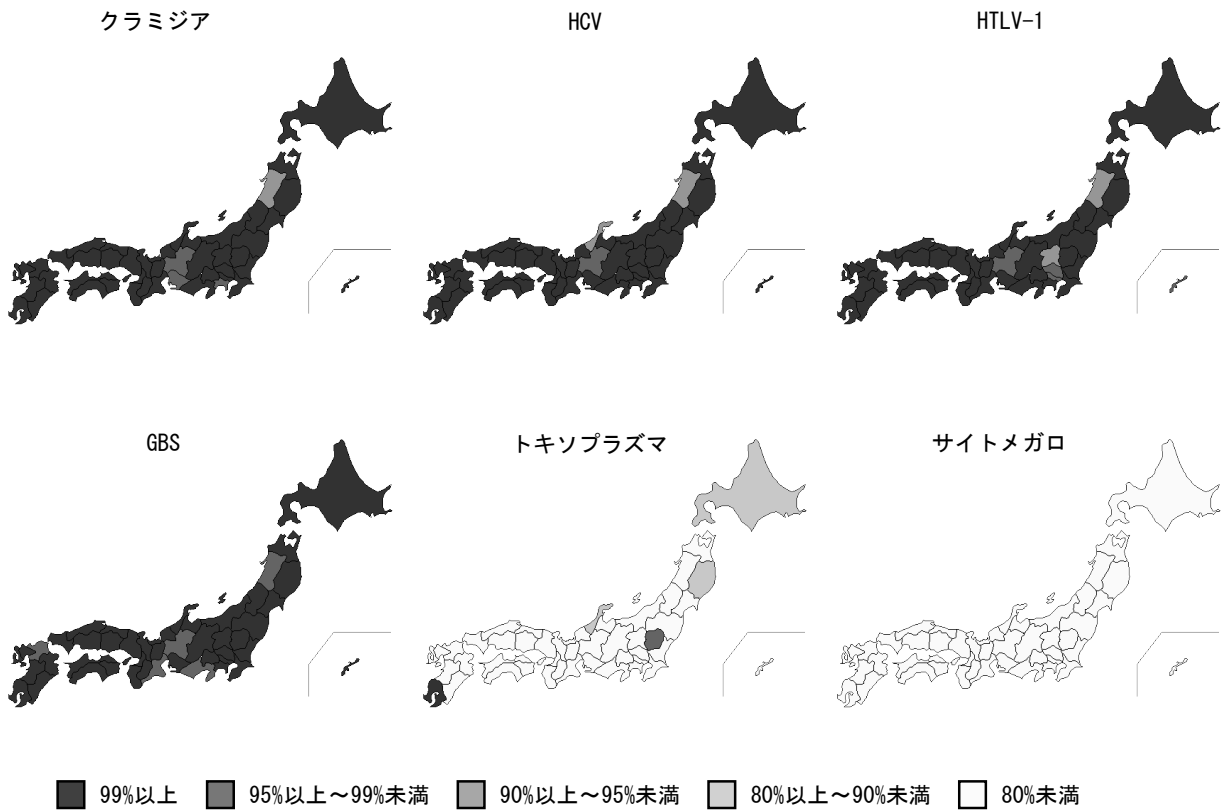 クラミジア
HCV
HTLV-1
GBS
トキソプラズマ
サイトメガロ
99%以上
95%以上～99%未満
90%以上～95%未満
80%以上～90%未満
80%未満